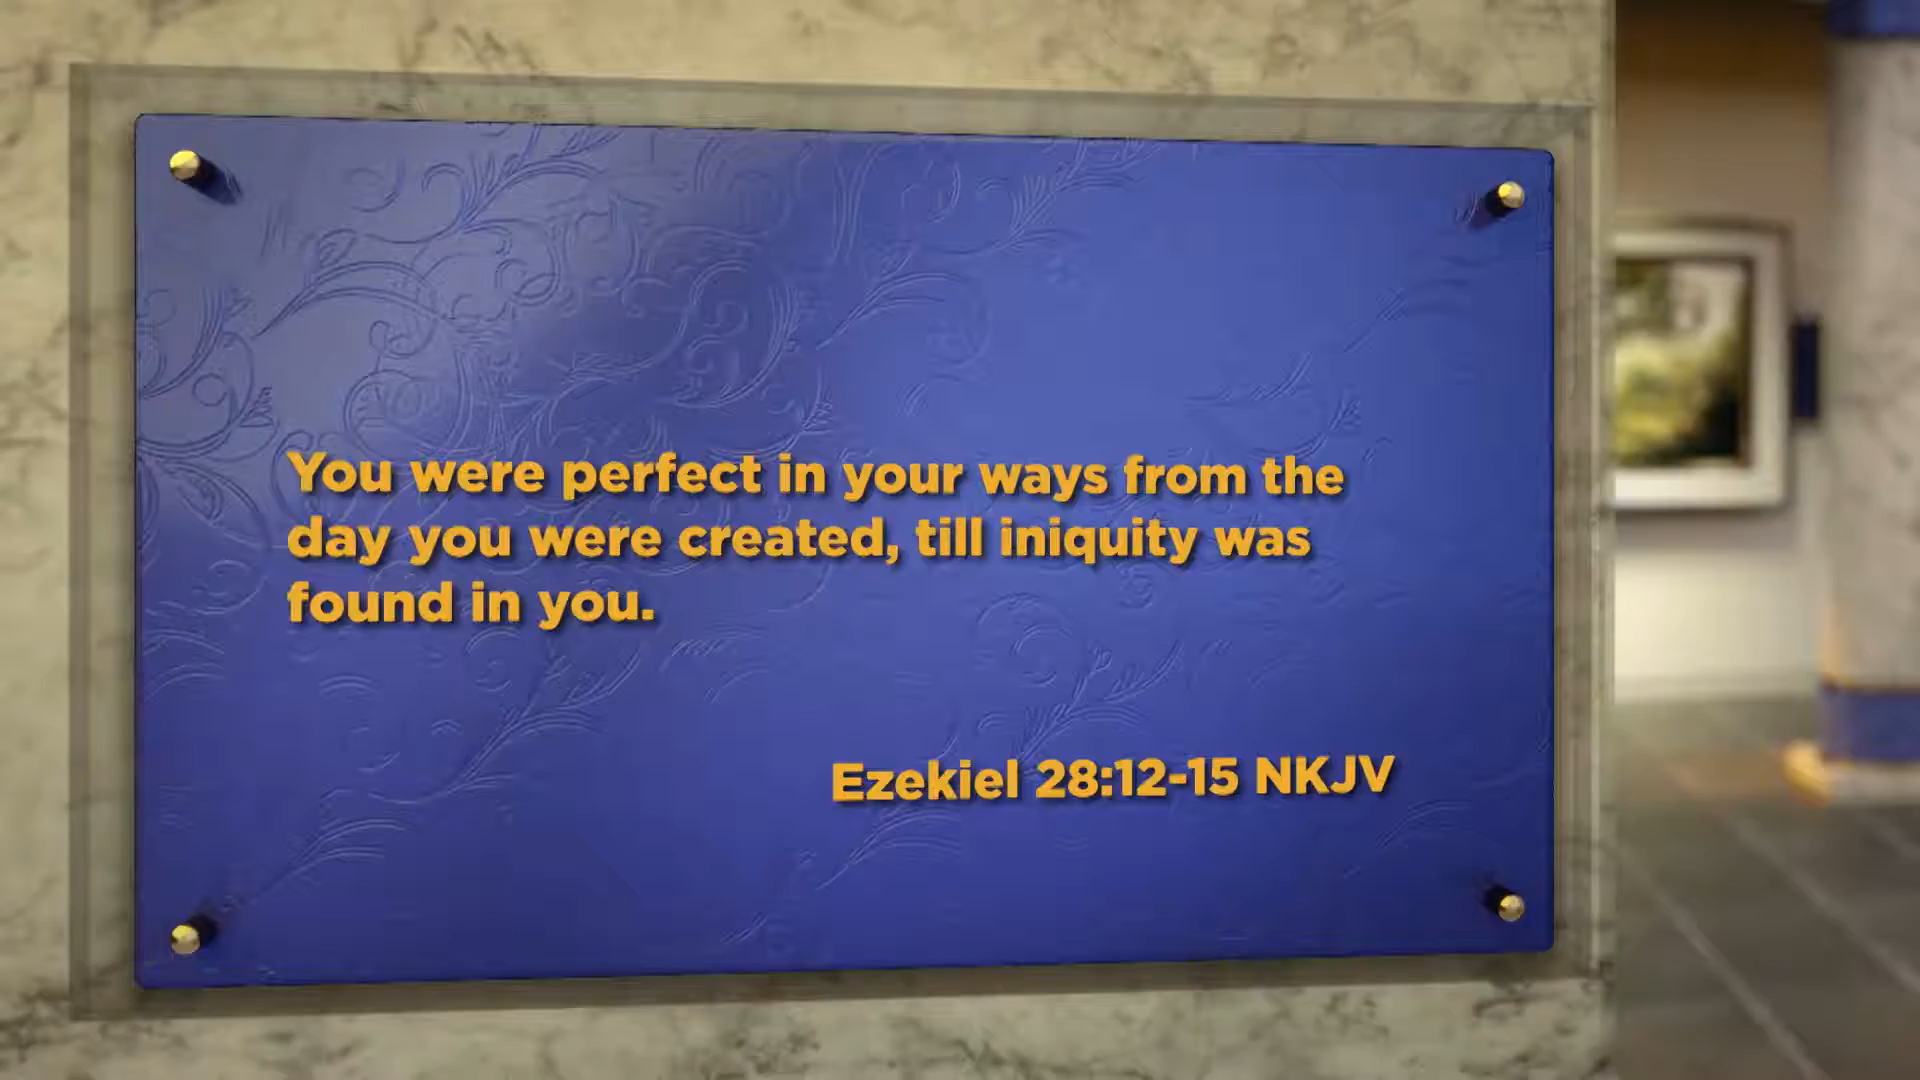 You were perfect in your ways from the
day you were created, till iniquity was
found in you.
Ezekiel 28:12-15 NKJV